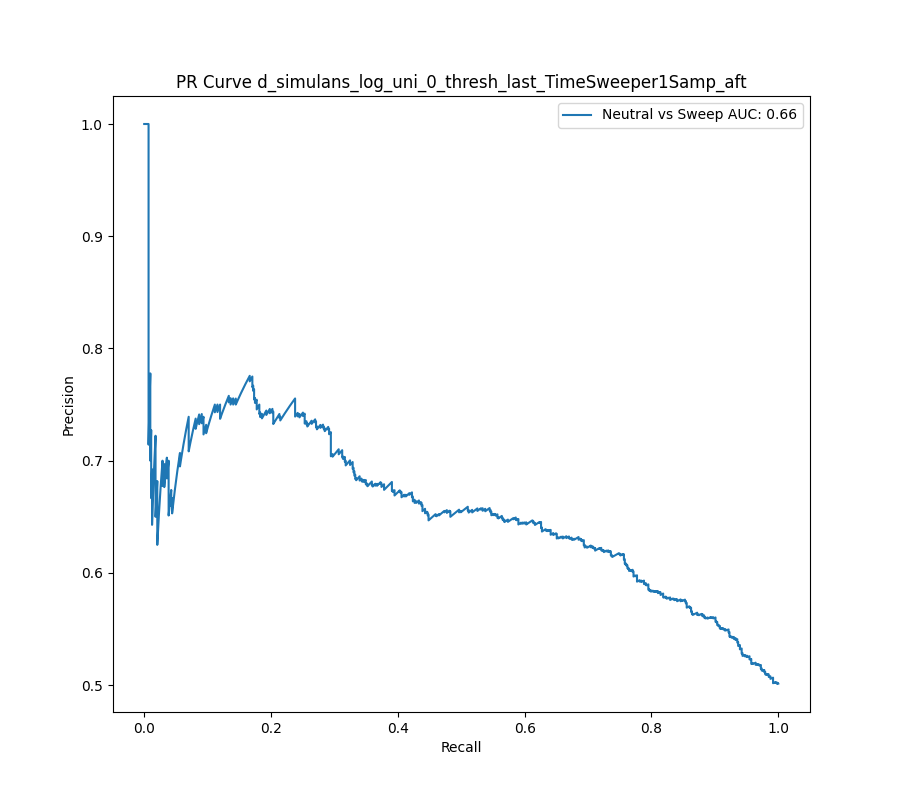 PR Curve d_simulans_log_uni_0_thresh_last_TimeSweeper1Samp_aft
Neutral vs Sweep AUC: 0.66
1.0
0.9
0.8
0.7
0.6
0.5
Precision
0.0 0.2 0.4 0.6 0.8 1.0
Recall